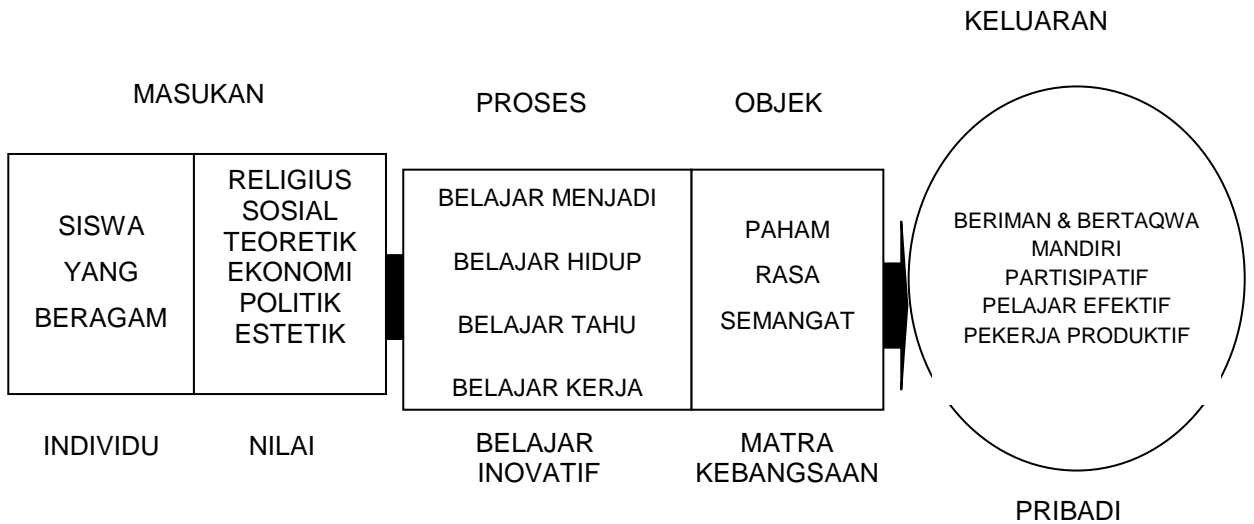 KELUARAN
MASUKAN
PROSES
OBJEK
SISWA
YANG
BERAGAM
RELIGIUS
SOSIAL
TEORETIK
EKONOMI
POLITIK
ESTETIK
BELAJAR MENJADI
BELAJAR HIDUP
BELAJAR TAHU
BELAJAR KERJA
PAHAM
RASA
SEMANGAT
BERIMAN & BERTAQWA
MANDIRI
PARTISIPATIF
PELAJAR EFEKTIF
PEKERJA PRODUKTIF
INDIVIDU
NILAI
BELAJAR
INOVATIF
MATRA
KEBANGSAAN
PRIBADI